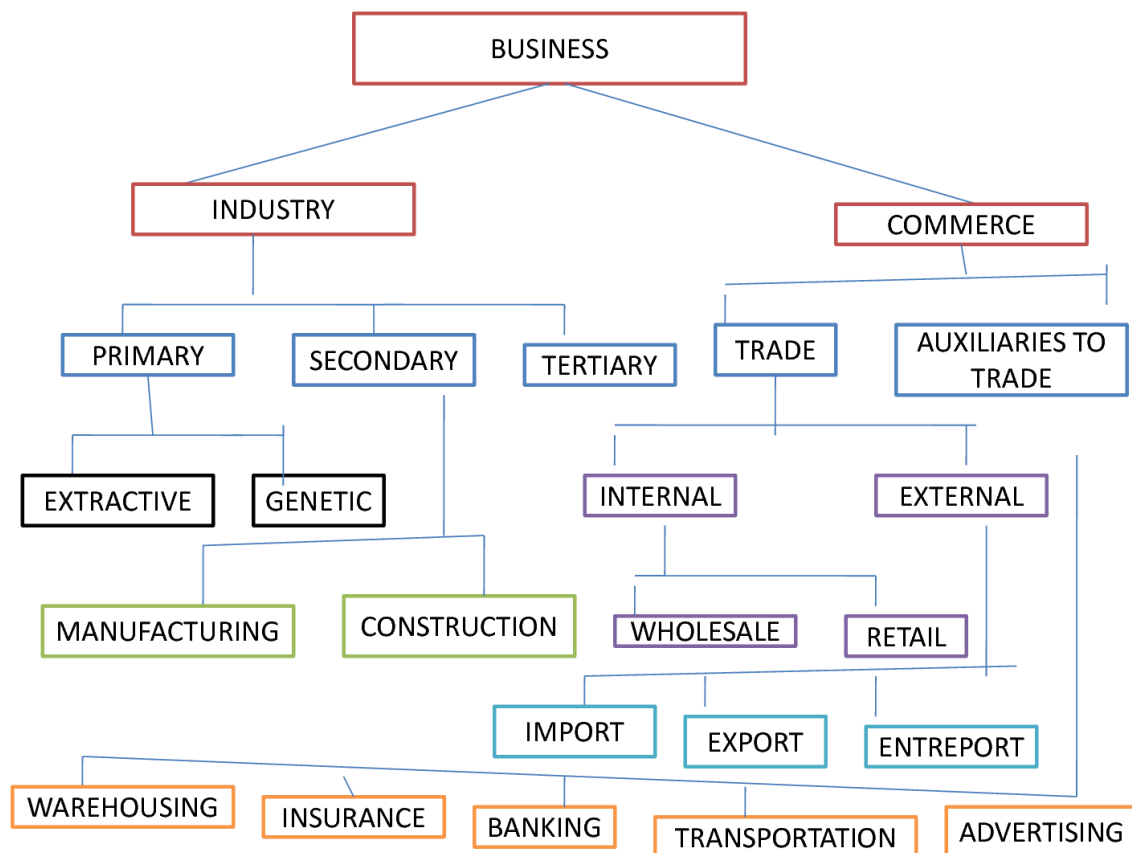 BUSINESS
INDUSTRY
COMMERCE
PRIMARY
SECONDARY
TERTIARY
TRADE
AUXILIARIES TO
TRADE
EXTRACTIVE
GENETIC
INTERNAL
EXTERNAL
MANUFACTURING
CONSTRUCTION
WHOLESALE
RETAIL
IMPORT
EXPORT
ENTREPORT
WAREHOUSING
INSURANCE
BANKING
TRANSPORTATION
ADVERTISING